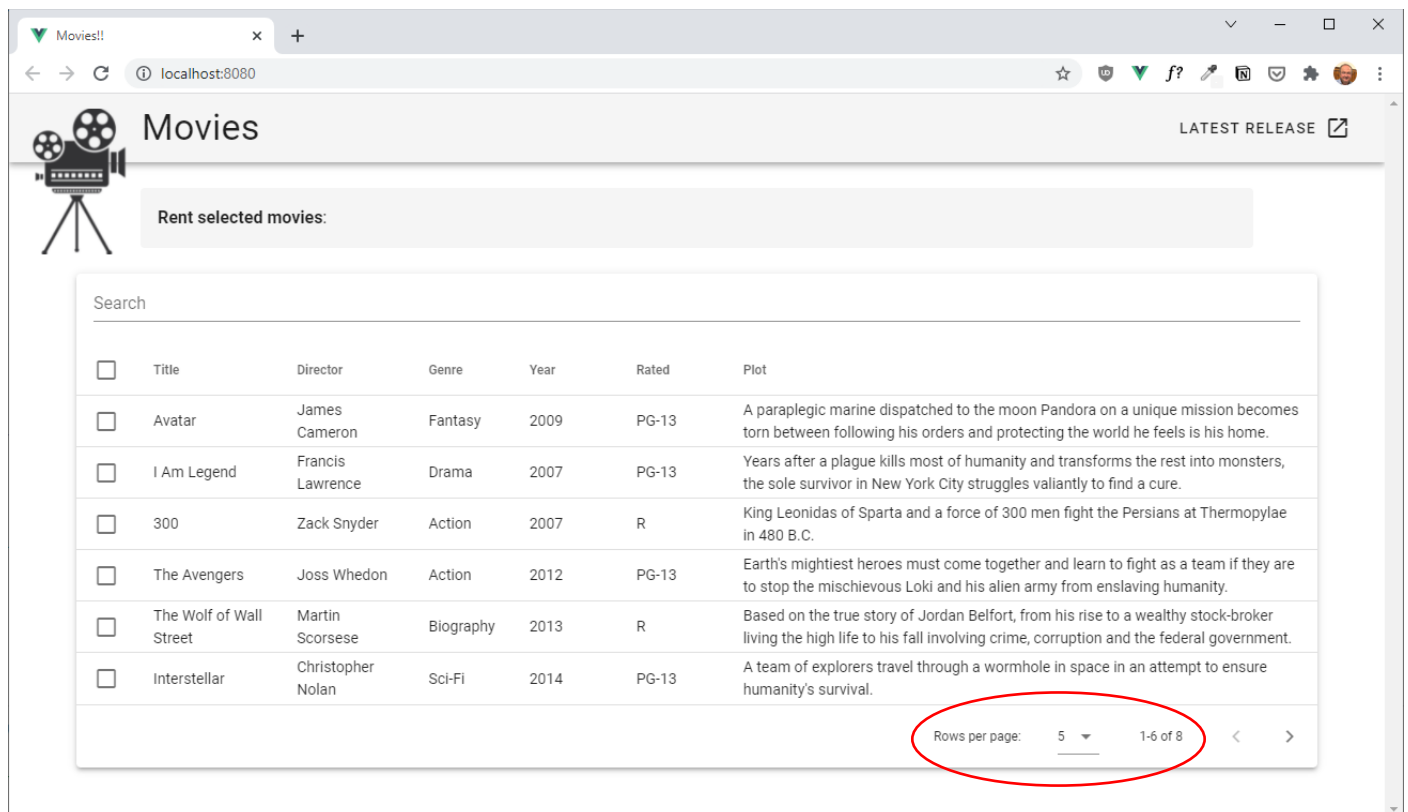 Movies!!
localhost:8080
f?
Movies
LATEST RELEASE
Rent selected movies:
Search
Title Director Genre Year Rated Plot
Avatar James Cameron Fantasy 2009 PG-13 A paraplegic marine dispatched to the moon Pandora on a unique mission becomes
torn between following his orders and protecting the world he feels is his home.
I Am Legend Francis Lawrence Drama 2007 PG-13 Years after a plague kills most of humanity and transforms the rest into monsters,
the sole survivor in New York City struggles valiantly to find a cure.
300 Zack Snyder Action 2007 R King Leonidas of Sparta and a force of 300 men fight the Persians at Thermopylae
in 480 B.C.
The Avengers Joss Whedon Action 2012 PG-13 Earth's mightiest heroes must come together and learn to fight as a team if they are
to stop the mischievous Loki and his alien army from enslaving humanity.
The Wolf of Wall Street Martin Scorsese Biography 2013 R Based on the true story of Jordan Belfort, from his rise to a wealthy stock-broker
living the high life to his fall involving crime, corruption and the federal government.
Interstellar Christopher Nolan Sci-Fi 2014 PG-13 A team of explorers travel through a wormhole in space in an attempt to ensure
humanity's survival.
Rows per page: 5 1-6 of 8